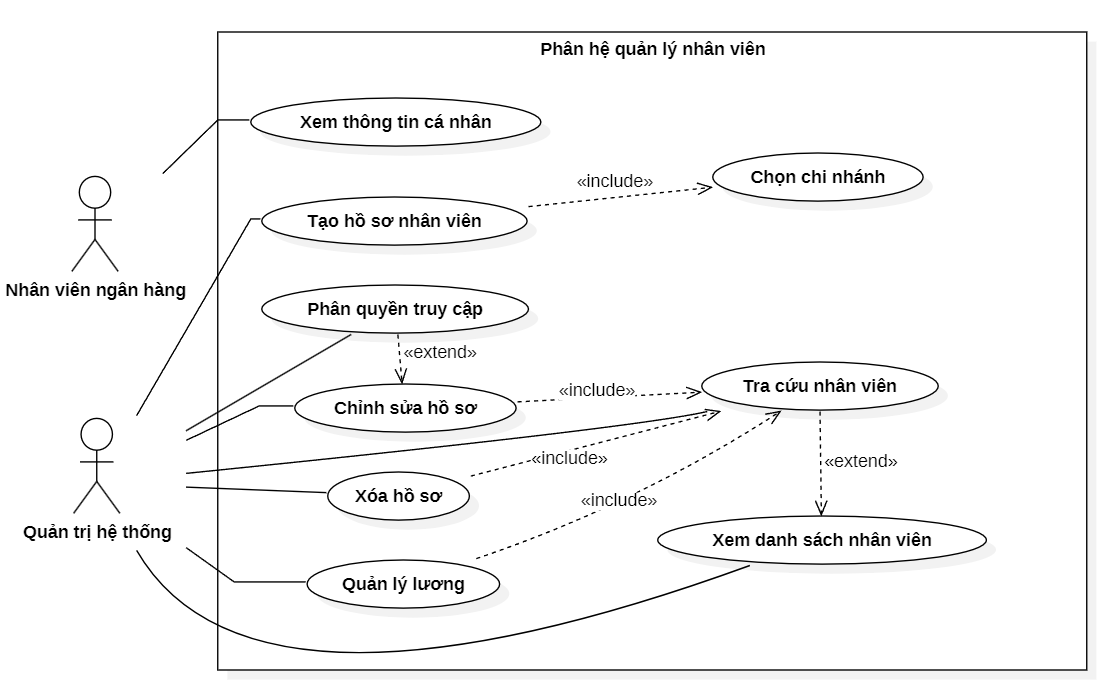 Phân hệ quản lý nhân viên
Xem thông tin cá nhân
Chọn chi nhánh
«include»
Tạo hồ sơ nhân viên
Nhân viên ngân hàng
Phân quyền truy cập
«extend»
Chỉnh sửa hồ sơ
«include»
Tra cứu nhân viên
«include»
«extend»
Xóa hồ sơ
«include»
Quản trị hệ thống
Xem danh sách nhân viên
Quản lý lương